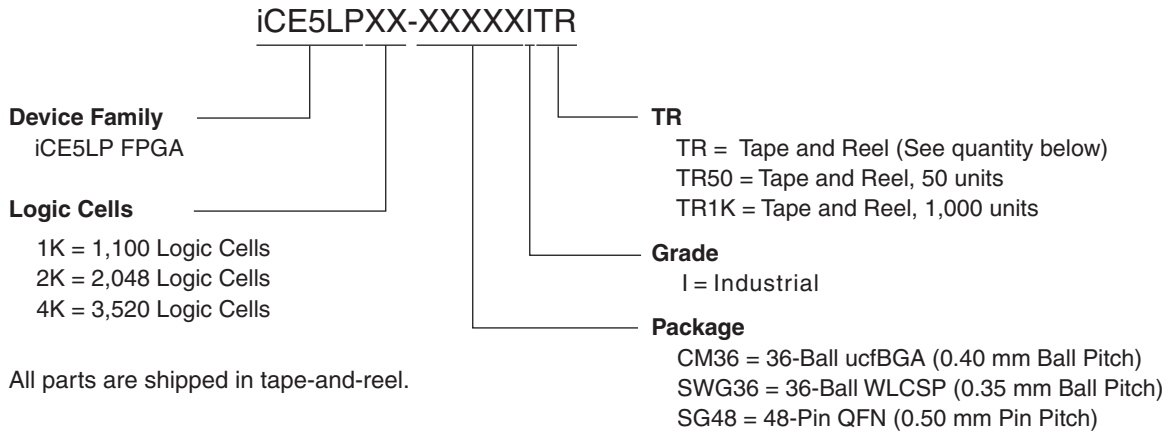 iCE5LPXX-XXXXXITR
Device Family
iCE5LP FPGA
Logic Cells
1K = 1,100 Logic Cells
2K = 2,048 Logic Cells
4K = 3,520 Logic Cells
All parts are shipped in tape-and-reel.
TR
TR = Tape and Reel (See quantity below)
TR50 = Tape and Reel, 50 units
TR1K = Tape and Reel, 1,000 units
Grade
I = Industrial
Package
CM36 = 36-Ball ucfBGA (0.40 mm Ball Pitch)
SWG36 = 36-Ball WLCSP (0.35 mm Ball Pitch)
SG48 = 48-Pin QFN (0.50 mm Pin Pitch)